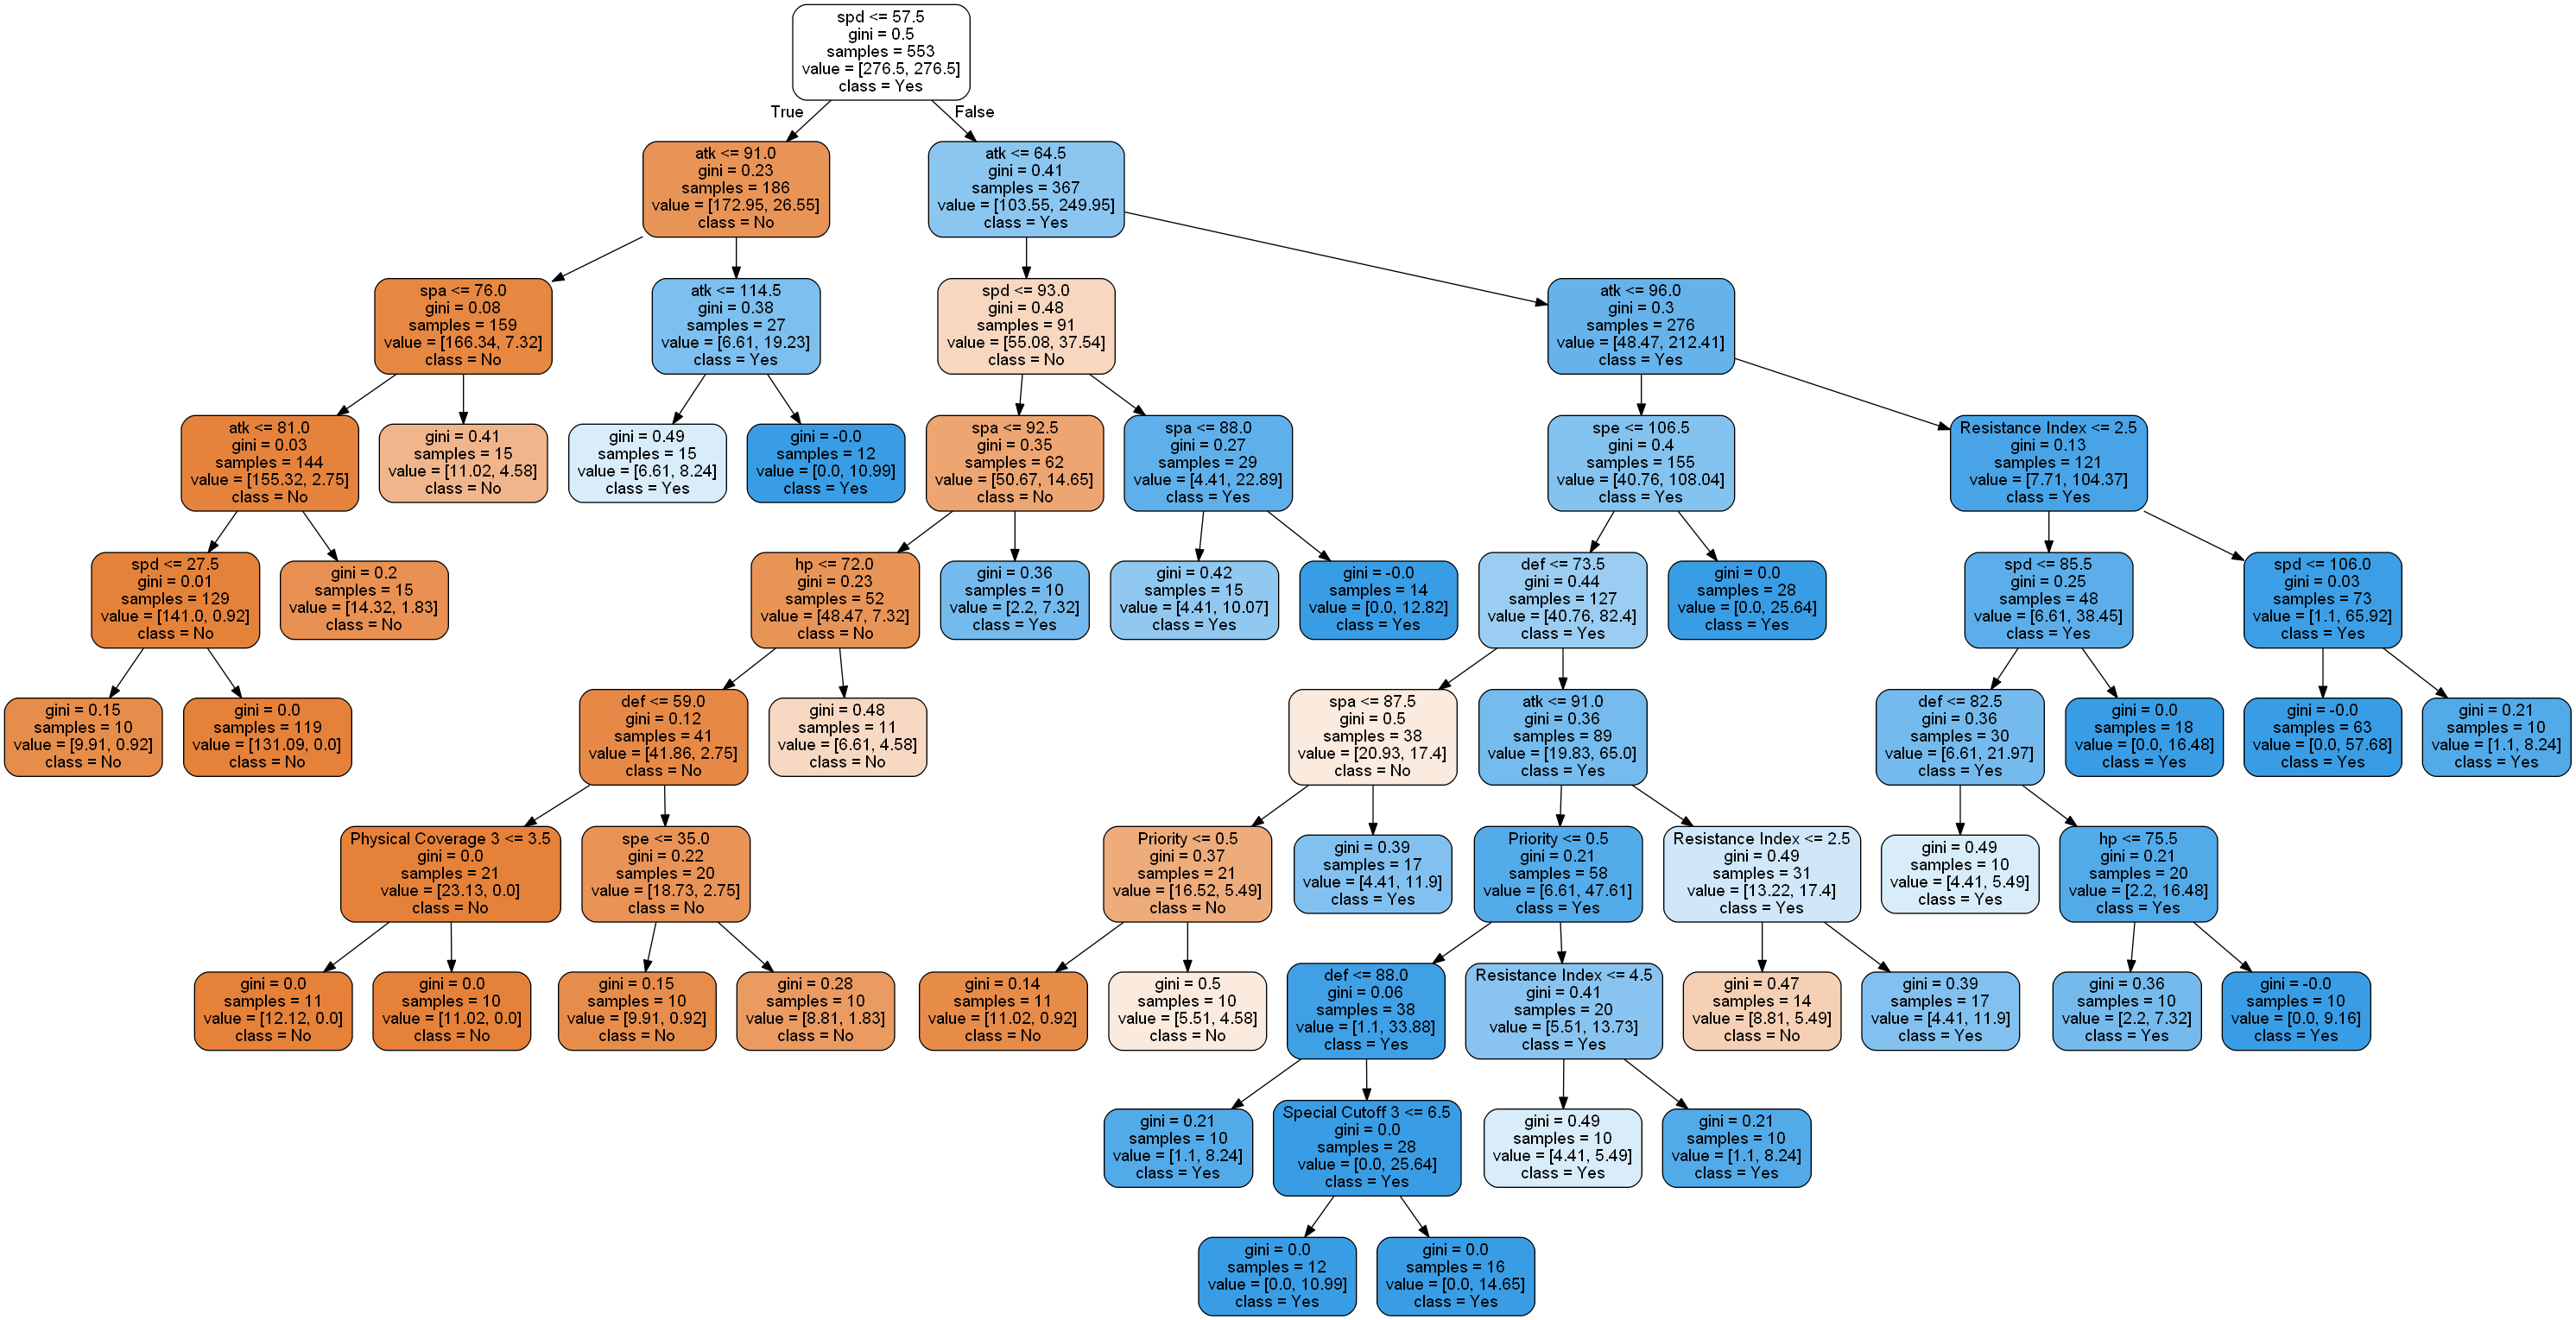 spd <= 57.5
gini = 0.5
samples = 553
value = [276.5, 276.5]
class = Yes
True
False
atk <= 91.0
gini = 0.23
samples = 186
value = [172.95, 26.55]
class = No
atk <= 64.5
gini = 0.41
samples = 367
value = [103.55, 249.95]
class = Yes
spa <= 76.0
gini = 0.08
samples = 159
value = [166.34, 7.32]
class = No
atk <= 114.5
gini = 0.38
samples = 27
value = [6.61, 19.23]
class = Yes
spd <= 93.0
gini = 0.48
samples = 91
value = [55.08, 37.54]
class = No
atk <= 96.0
gini = 0.3
samples = 276
value = [48.47, 212.41]
class = Yes
atk <= 81.0
gini = 0.03
samples = 144
value = [155.32, 2.75]
class = No
gini = 0.41
samples = 15
value = [11.02, 4.58]
class = No
gini = 0.49
samples = 15
value = [6.61, 8.24]
class = Yes
gini = -0.0
samples = 12
value = [0.0, 10.99]
class = Yes
spa <= 92.5
gini = 0.35
samples = 62
value = [50.67, 14.65]
class = No
spa <= 88.0
gini = 0.27
samples = 29
value = [4.41, 22.89]
class = Yes
spe <= 106.5
gini = 0.4
samples = 155
value = [40.76, 108.04]
class = Yes
Resistance Index <= 2.5
gini = 0.13
samples = 121
value = [7.71, 104.37]
class = Yes
spd <= 27.5
gini = 0.01
samples = 129
value = [141.0, 0.92]
class = No
gini = 0.2
samples = 15
value = [14.32, 1.83]
class = No
hp <= 72.0
gini = 0.23
samples = 52
value = [48.47, 7.32]
class = No
gini = 0.36
samples = 10
value = [2.2, 7.32]
class = Yes
gini = 0.42
samples = 15
value = [4.41, 10.07]
class = Yes
gini = -0.0
samples = 14
value = [0.0, 12.82]
class = Yes
def <= 73.5
gini = 0.44
samples = 127
value = [40.76, 82.4]
class = Yes
gini = 0.0
samples = 28
value = [0.0, 25.64]
class = Yes
spd <= 85.5
gini = 0.25
samples = 48
value = [6.61, 38.45]
class = Yes
spd <= 106.0
gini = 0.03
samples = 73
value = [1.1, 65.92]
class = Yes
gini = 0.15
samples = 10
value = [9.91, 0.92]
class = No
gini = 0.0
samples = 119
value = [131.09, 0.0]
class = No
def <= 59.0
gini = 0.12
samples = 41
value = [41.86, 2.75]
class = No
gini = 0.48
samples = 11
value = [6.61, 4.58]
class = No
spa <= 87.5
gini = 0.5
samples = 38
value = [20.93, 17.4]
class = No
atk <= 91.0
gini = 0.36
samples = 89
value = [19.83, 65.0]
class = Yes
def <= 82.5
gini = 0.36
samples = 30
value = [6.61, 21.97]
class = Yes
gini = 0.0
samples = 18
value = [0.0, 16.48]
class = Yes
gini = -0.0
samples = 63
value = [0.0, 57.68]
class = Yes
gini = 0.21
samples = 10
value = [1.1, 8.24]
class = Yes
Physical Coverage 3 <= 3.5
gini = 0.0
samples = 21
value = [23.13, 0.0]
class = No
spe <= 35.0
gini = 0.22
samples = 20
value = [18.73, 2.75]
class = No
Priority <= 0.5
gini = 0.37
samples = 21
value = [16.52, 5.49]
class = No
gini = 0.39
samples = 17
value = [4.41, 11.9]
class = Yes
Priority <= 0.5
gini = 0.21
samples = 58
value = [6.61, 47.61]
class = Yes
Resistance Index <= 2.5
gini = 0.49
samples = 31
value = [13.22, 17.4]
class = Yes
gini = 0.49
samples = 10
value = [4.41, 5.49]
class = Yes
hp <= 75.5
gini = 0.21
samples = 20
value = [2.2, 16.48]
class = Yes
gini = 0.0
samples = 11
value = [12.12, 0.0]
class = No
gini = 0.0
samples = 10
value = [11.02, 0.0]
class = No
gini = 0.15
samples = 10
value = [9.91, 0.92]
class = No
gini = 0.28
samples = 10
value = [8.81, 1.83]
class = No
gini = 0.14
samples = 11
value = [11.02, 0.92]
class = No
gini = 0.5
samples = 10
value = [5.51, 4.58]
class = No
def <= 88.0
gini = 0.06
samples = 38
value = [1.1, 33.88]
class = Yes
Resistance Index <= 4.5
gini = 0.41
samples = 20
value = [5.51, 13.73]
class = Yes
gini = 0.47
samples = 14
value = [8.81, 5.49]
class = No
gini = 0.39
samples = 17
value = [4.41, 11.9]
class = Yes
gini = 0.36
samples = 10
value = [2.2, 7.32]
class = Yes
gini = -0.0
samples = 10
value = [0.0, 9.16]
class = Yes
gini = 0.21
samples = 10
value = [1.1, 8.24]
class = Yes
Special Cutoff 3 <= 6.5
gini = 0.0
samples = 28
value = [0.0, 25.64]
class = Yes
gini = 0.49
samples = 10
value = [4.41, 5.49]
class = Yes
gini = 0.21
samples = 10
value = [1.1, 8.24]
class = Yes
gini = 0.0
samples = 12
value = [0.0, 10.99]
class = Yes
gini = 0.0
samples = 16
value = [0.0, 14.65]
class = Yes